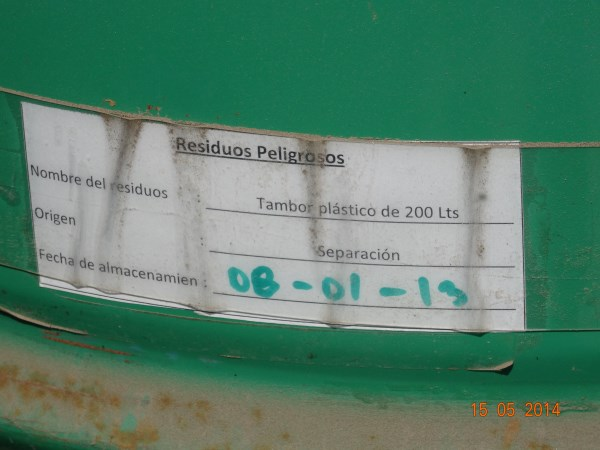 Residuos Peligrosos
Nombre del residuos : Tambor plástico de 200 Lts
Origen : Separación
Fecha de almacenamien : 08-01-13
15 05 2014